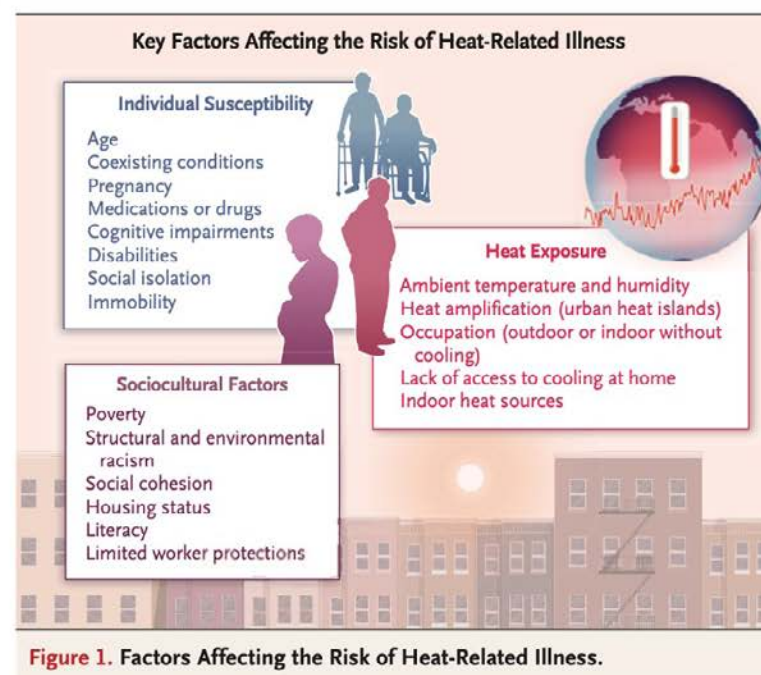 Key Factors Affecting the Risk of Heat-Related Illness
Individual Susceptibility
Age
Coexisting conditions
Pregnancy
Medications or drugs
Cognitive impairments
Disabilities
Social isolation
Immobility
Heat Exposure
Ambient temperature and humidity
Heat amplification (urban heat islands)
Occupation (outdoor or indoor without
cooling)
Lack of access to cooling at home
Indoor heat sources
Sociocultural Factors
Poverty
Structural and environmental
racism
Social cohesion
Housing status
Literacy
Limited worker protections
Figure 1. Factors Affecting the Risk of Heat-Related Illness.